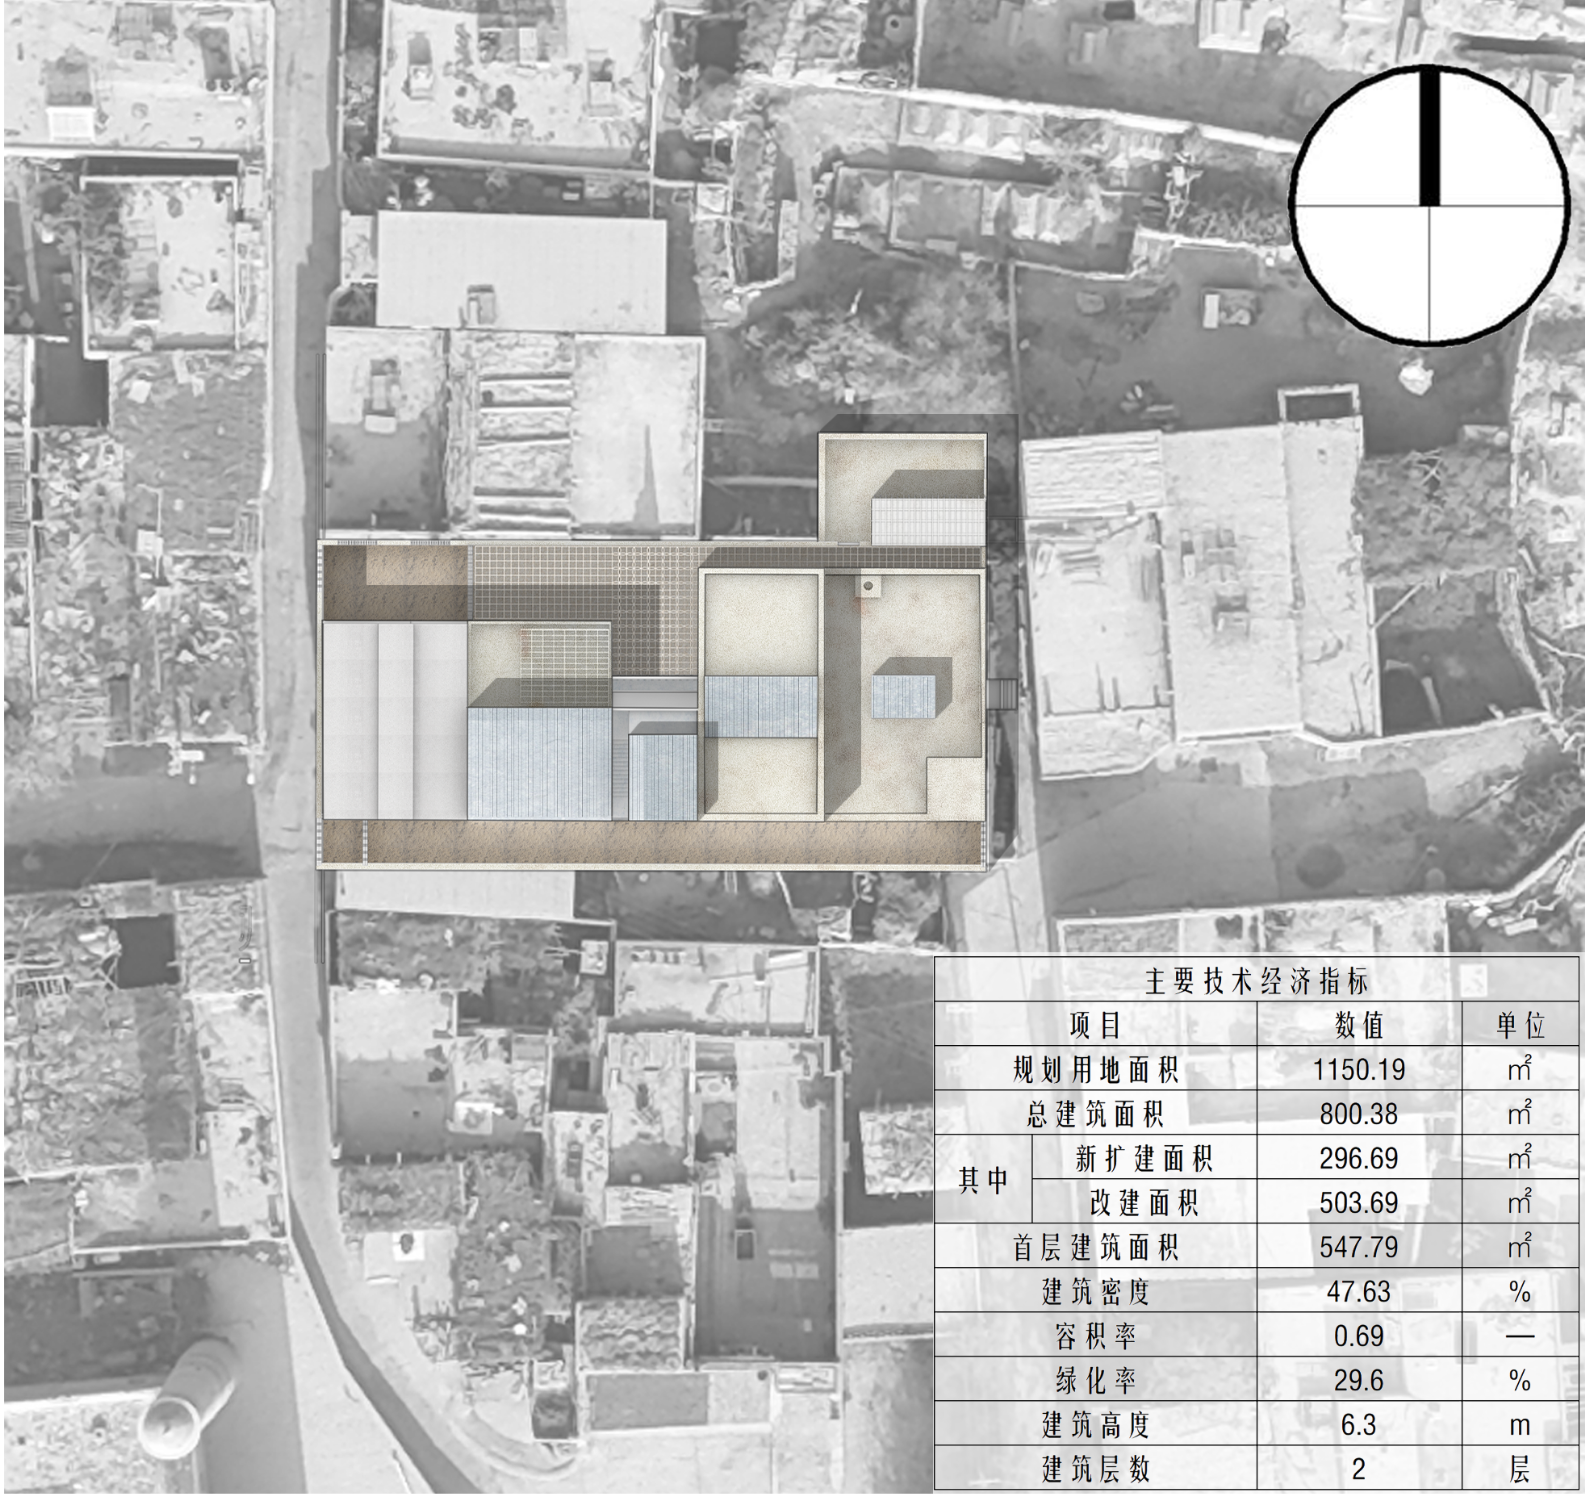 主要技术经济指标
项目 数值 单位
规划用地面积 1150.19 ㎡
总建筑面积 800.38 ㎡
其中 新扩建面积 296.69 ㎡
改建面积 503.69 ㎡
首层建筑面积 547.79 ㎡
建筑密度 47.63 %
容积率 0.69 —
绿化率 29.6 %
建筑高度 6.3 m
建筑层数 2 层